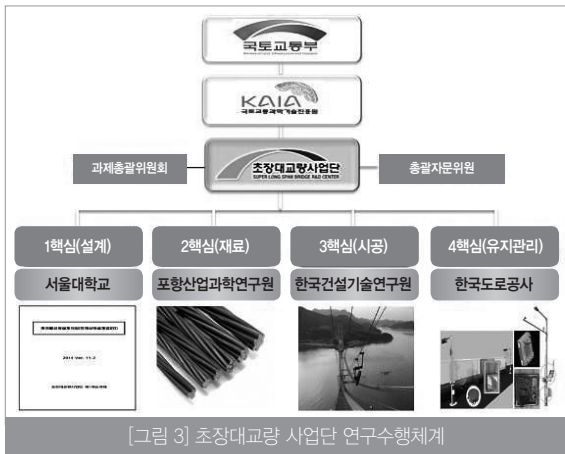 국토교통부
KAIA
국토교통과학기술진흥원
과제총괄위원회
초장대교량사업단
SUPER LONG SPAN BRIDGE R&D CENTER
총괄자문위원
1핵심(설계)
2핵심(재료)
3핵심(시공)
4핵심(유지관리)
서울대학교
포항산업과학연구원
한국건설기술연구원
한국도로공사
[그림 3] 초장대교량 사업단 연구수행체계